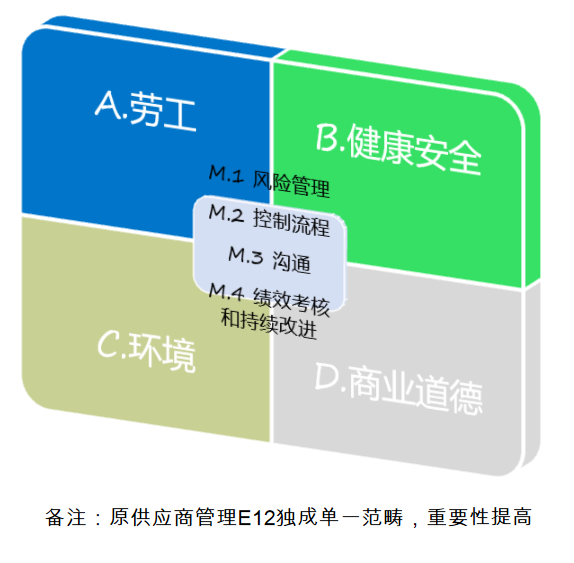 A.劳工
B.健康安全
M.1 风险管理
M.2 控制流程
M.3 沟通
M.4 绩效考核
和持续改进
C.环境
D.商业道德
备注：原供应商管理E12独成单一范畴，重要性提高